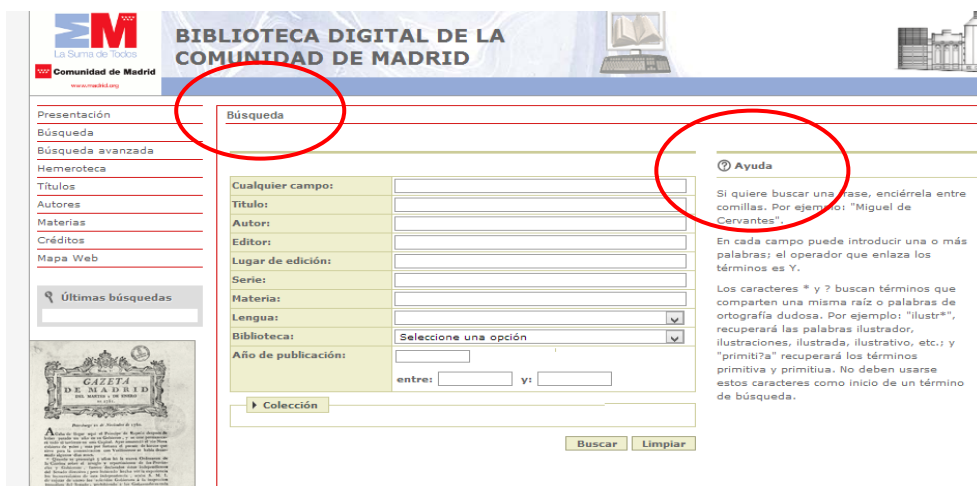 La Suma de Todos
Comunidad de Madrid
www.madrid.org
BIBLIOTECA DIGITAL DE LA
COMUNIDAD DE MADRID
Presentación
Búsqueda
Búsqueda avanzada
Hemeroteca
Títulos
Autores
Materias
Créditos
Mapa Web
Últimas búsquedas
GAZETA
DE MADRID
Búsqueda
Cualquier campo:
Titulo:
Autor:
Editor:
Lugar de edición:
Serie:
Materia:
Lengua:
Biblioteca: Seleccione una opción
Año de publicación:
entre: y:
Colección
Buscar Limpiar
Ayuda
Si quiere buscar una frase, enciérrela entre
comillas. Por ejemplo: "Miguel de
Cervantes".
En cada campo puede introducir una o más
palabras; el operador que enlaza los
términos es Y.
Los caracteres * y ? buscan términos que
comparten una misma raíz o palabras de
ortografía dudosa. Por ejemplo: "ilustr*",
recuperará las palabras ilustrador,
ilustraciones, ilustrada, ilustrativo, etc.; y
"primiti?a" recuperará los términos
primitiva y primitiua. No deben usarse
estos caracteres como inicio de un término
de búsqueda.